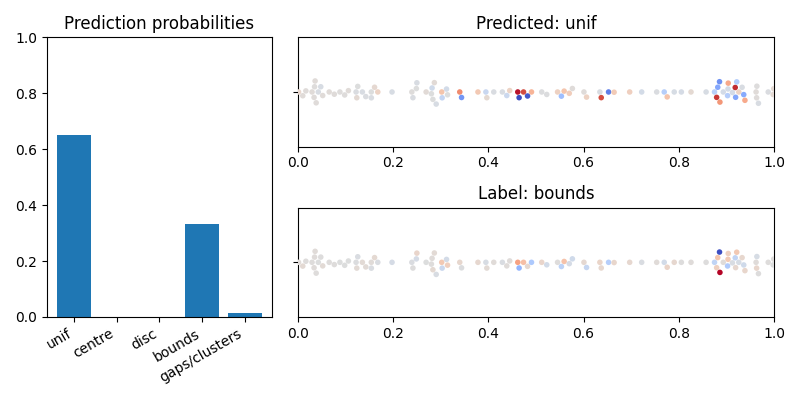 Prediction probabilities
1.0
0.8
0.6
0.4
0.2
0.0
unif
centre
disc
bounds
gaps/clusters
Predicted: unif
0.0 0.2 0.4 0.6 0.8 1.0
Label: bounds
0.0 0.2 0.4 0.6 0.8 1.0